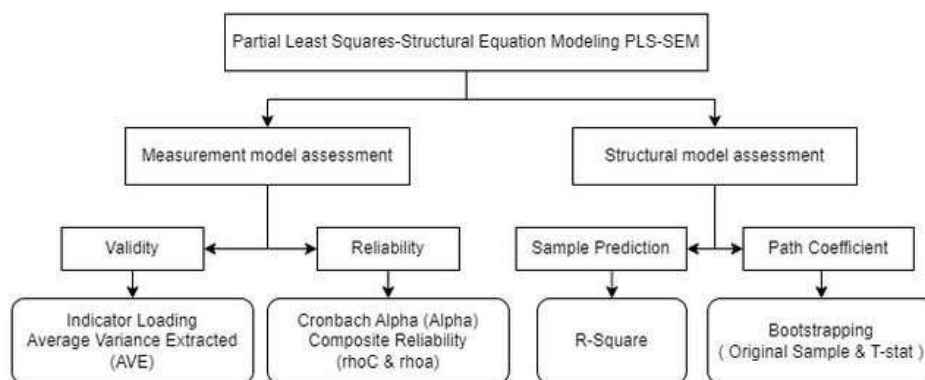 Partial Least Squares-Structural Equation Modeling PLS-SEM
Measurement model assessment
Structural model assessment
Validity
Reliability
Sample Prediction
Path Coefficient
Indicator Loading
Average Variance Extracted
(AVE)
Cronbach Alpha (Alpha)
Composite Reliability
(rhoC & rhoa)
R-Square
Bootstrapping
( Original Sample & T-stat )